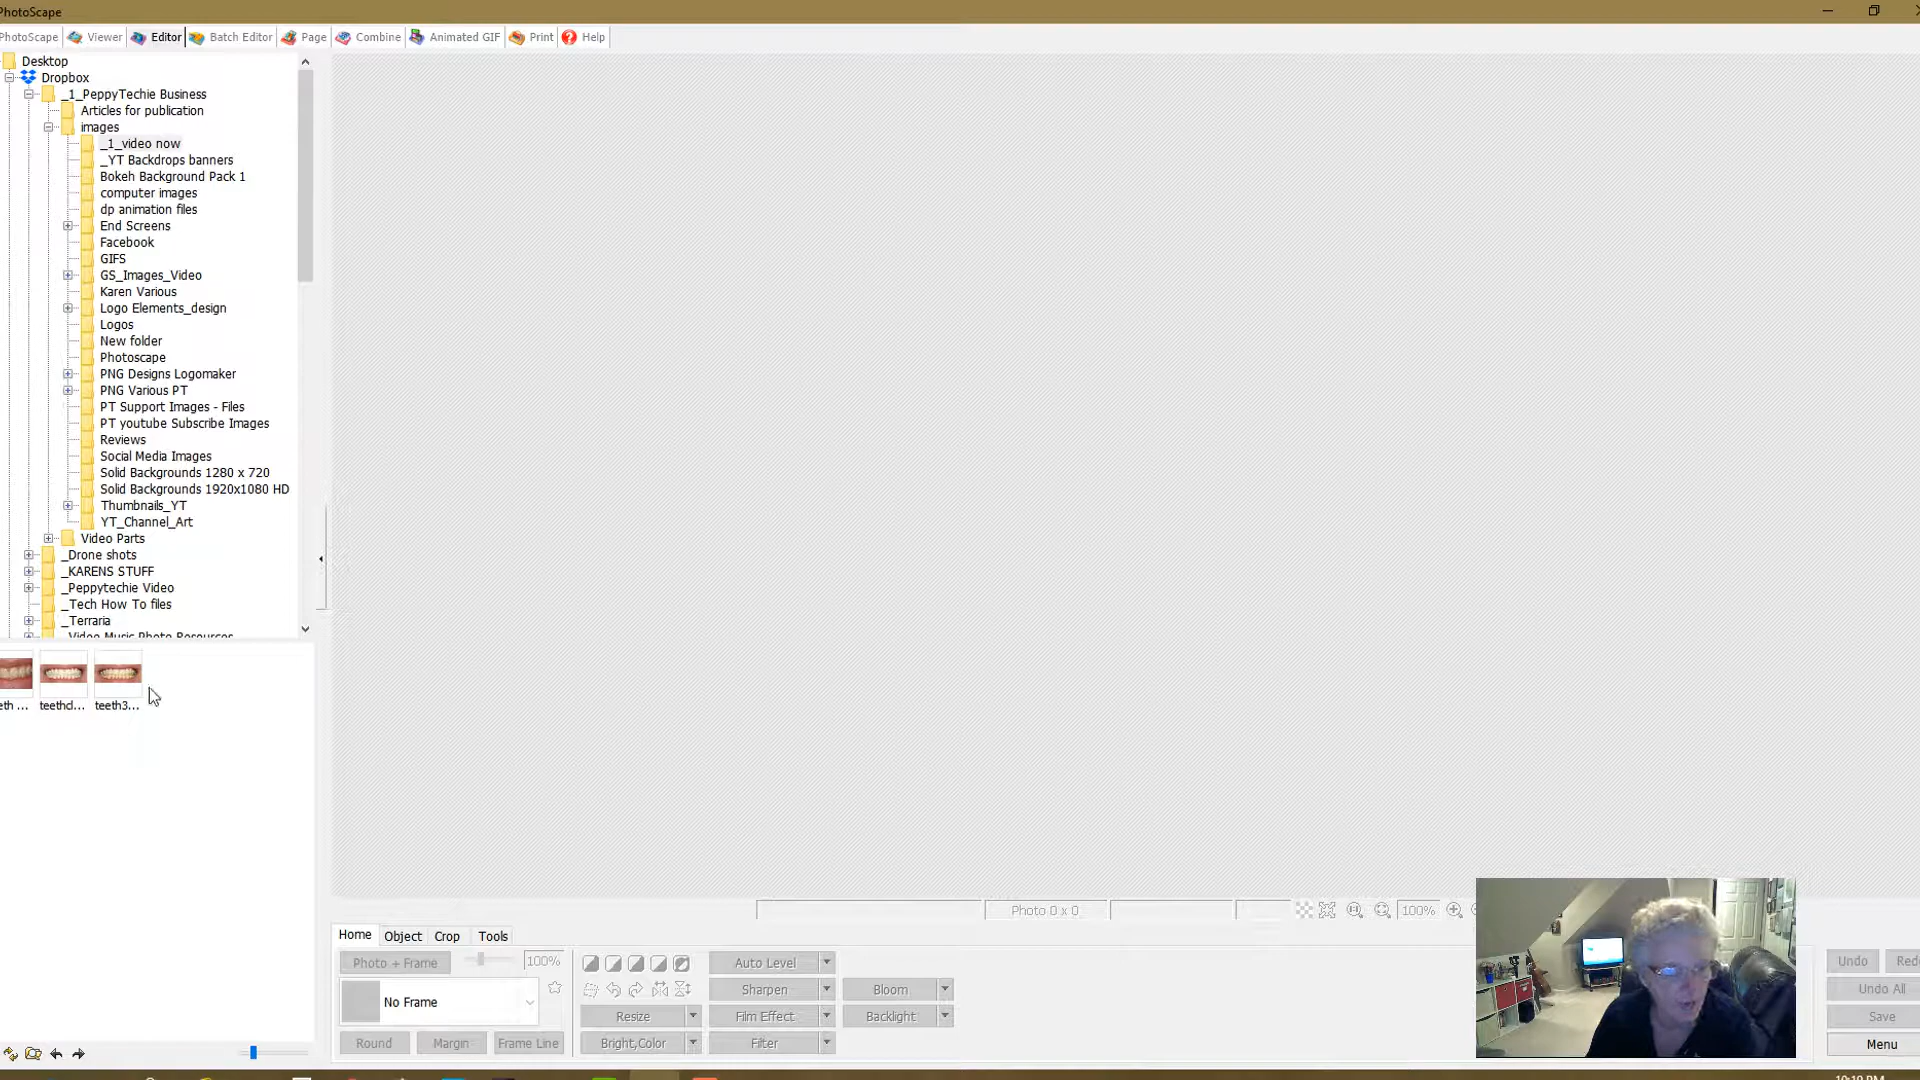 PhotoScape
PhotoScape Viewer Editor Batch Editor Page Combine Animated GIF Print Help
Desktop
Dropbox
_1_PeppyTechie Business
Articles for publication
images
_1_video now
_YT Backdrops banners
Bokeh Background Pack 1
computer images
dp animation files
End Screens
Facebook
GIFS
GS_Images_Video
Karen Various
Logo Elements_design
Logos
New folder
Photoscape
PNG Designs Logomaker
PNG Various PT
PT Support Images - Files
PT youtube Subscribe Images
Reviews
Social Media Images
Solid Backgrounds 1280 x 720
Solid Backgrounds 1920x1080 HD
Thumbnails_YT
YT_Channel_Art
Video Parts
_Drone shots
_KARENS STUFF
_Peppytechie Video
_Tech How To files
_Terraria
_Video Music Photo Resources
eth ... teethd... teeth3...
Photo 0 x 0 100%
Home Object Crop Tools
Photo + Frame 100% Auto Level
No Frame Sharpen Bloom
Resize Film Effect Backlight
Round Margin Frame Line Bright,Color Filter
Undo Red
Undo All
Save
Menu